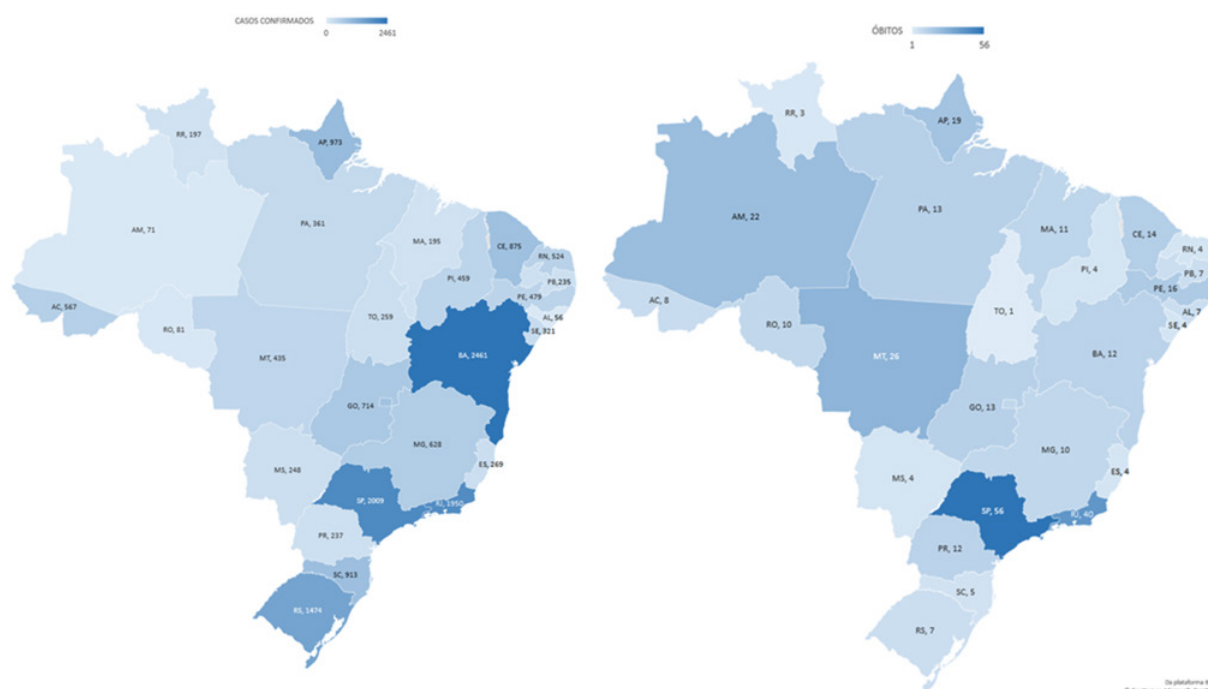 CASOS CONFIRMADOS
0 2461
RR, 197
AP, 973
AM, 71
PA, 361
MA, 195
CE, 875
RN, 524
PI, 459
PB, 235
PE, 479
AC, 567
AL, 56
TO, 259
SE, 321
RO, 81
BA, 2461
MT, 435
GO, 714
MG, 628
ES, 269
MS, 248
SP, 2009
RJ, 1950
PR, 237
SC, 913
RS, 1474
ÓBITOS
1 56
RR, 3
AP, 19
AM, 22
PA, 13
MA, 11
CE, 14
RN, 4
PI, 4
PB, 7
PE, 16
AC, 8
TO, 1
AL, 7
RO, 10
SE, 4
BA, 12
MT, 26
GO, 13
MG, 10
ES, 4
MS, 4
SP, 56
RJ, 40
PR, 12
SC, 5
RS, 7
Da plataforma